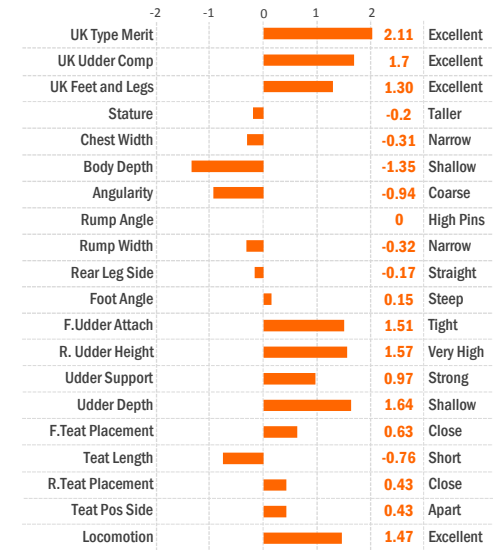 -2 -1 0 1 2
UK Type Merit 2.11 Excellent
UK Udder Comp 1.7 Excellent
UK Feet and Legs 1.30 Excellent
Stature -0.2 Taller
Chest Width -0.31 Narrow
Body Depth -1.35 Shallow
Angularity -0.94 Coarse
Rump Angle 0 High Pins
Rump Width -0.32 Narrow
Rear Leg Side -0.17 Straight
Foot Angle 0.15 Steep
F.Udder Attach 1.51 Tight
R. Udder Height 1.57 Very High
Udder Support 0.97 Strong
Udder Depth 1.64 Shallow
F.Teat Placement 0.63 Close
Teat Length -0.76 Short
R.Teat Placement 0.43 Close
Teat Pos Side 0.43 Apart
Locomotion 1.47 Excellent